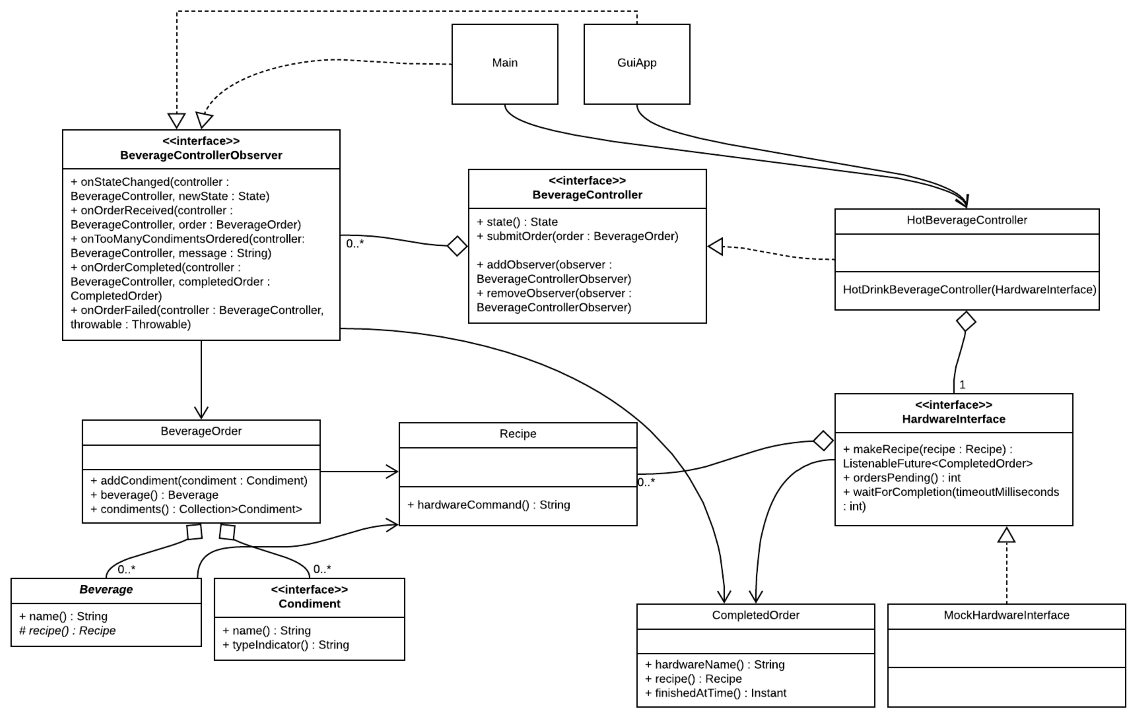 Main
GuiApp
<<interface>>
BeverageControllerObserver
+ onStateChanged(controller :
BeverageController, newState : State)
+ onOrderReceived(controller :
BeverageController, order : BeverageOrder)
+ onTooManyCondimentsOrdered(controller:
BeverageController, message : String)
+ onOrderCompleted(controller :
BeverageController, completedOrder :
CompletedOrder)
+ onOrderFailed(controller : BeverageController,
throwable : Throwable)
0..*
<<interface>>
BeverageController
+ state() : State
+ submitOrder(order : BeverageOrder)
+ addObserver(observer :
BeverageControllerObserver)
+ removeObserver(observer :
BeverageControllerObserver)
HotBeverageController
HotDrinkBeverageController(HardwareInterface)
1
<<interface>>
HardwareInterface
+ makeRecipe(recipe : Recipe) :
ListenableFuture<CompletedOrder>
+ ordersPending() : int
+ waitForCompletion(timeoutMilliseconds
: int)
BeverageOrder
+ addCondiment(condiment : Condiment)
+ beverage() : Beverage
+ condiments() : Collection>Condiment>
Recipe
+ hardwareCommand() : String
0..*
0..*
0..*
Beverage
+ name() : String
# recipe() : Recipe
<<interface>>
Condiment
+ name() : String
+ typeIndicator() : String
CompletedOrder
+ hardwareName() : String
+ recipe() : Recipe
+ finishedAtTime() : Instant
MockHardwareInterface